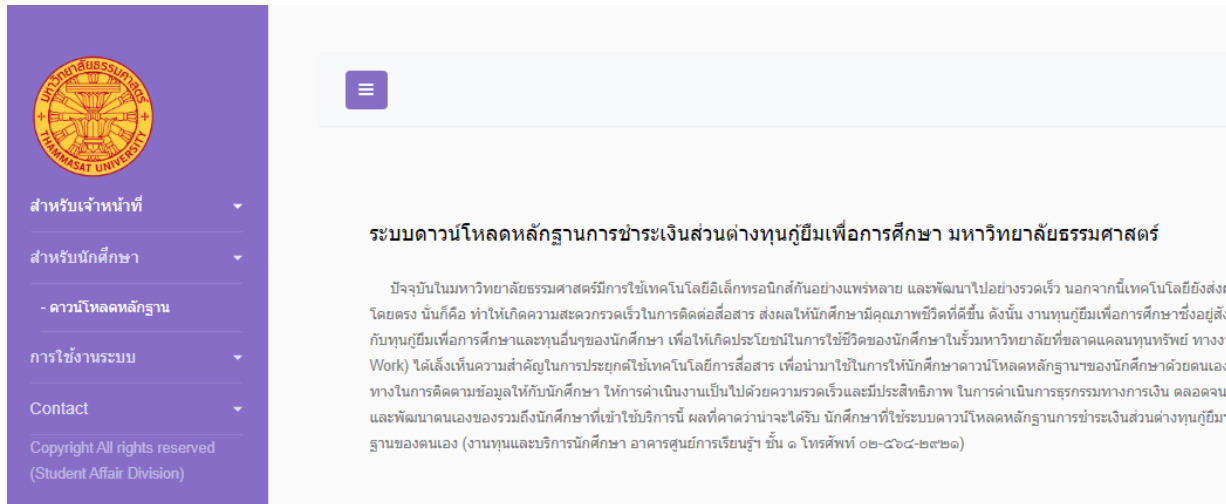 มหาวิทยาลัยธรรมศาสตร์
THAMMASAT UNIVERSITY
สำหรับเจ้าหน้าที่
สำหรับนักศึกษา
- ดาวน์โหลดหลักฐาน
การใช้งานระบบ
Contact
Copyright All rights reserved
(Student Affair Division)
ระบบดาวน์โหลดหลักฐานการชำระเงินส่วนต่างทุนกู้ยืมเพื่อการศึกษา มหาวิทยาลัยธรรมศาสตร์
ปัจจุบันในมหาวิทยาลัยธรรมศาสตร์มีการใช้เทคโนโลยีอิเล็กทรอนิกส์กันอย่างแพร่หลาย และพัฒนาไปอย่างรวดเร็ว นอกจากนี้เทคโนโลยียังส่งผ
โดยตรง นั่นก็คือ ทำให้เกิดความสะดวกรวดเร็วในการติดต่อสื่อสาร ส่งผลให้นักศึกษามีคุณภาพชีวิตที่ดีขึ้น ดังนั้น งานทุนกู้ยืมเพื่อการศึกษาซึ่งอยู่สัง
กับทุนกู้ยืมเพื่อการศึกษาและทุนอื่นๆของนักศึกษา เพื่อให้เกิดประโยชน์ในการใช้ชีวิตของนักศึกษาในรั้วมหาวิทยาลัยที่ขลาดแคลนทุนทรัพย์ ทางงา
Work) ได้เล็งเห็นความสำคัญในการประยุกต์ใช้เทคโนโลยีการสื่อสาร เพื่อนำมาใช้ในการให้นักศึกษาดาวน์โหลดหลักฐานฯของนักศึกษาด้วยตนเอง
ทางในการติดตามข้อมูลให้กับนักศึกษา ให้การดำเนินงานเป็นไปด้วยความรวดเร็วและมีประสิทธิภาพ ในการดำเนินการธุรกรรมทางการเงิน ตลอดจน
และพัฒนาตนเองของรวมถึงนักศึกษาที่เข้าใช้บริการนี้ ผลที่คาดว่าน่าจะได้รับ นักศึกษาที่ใช้ระบบดาวน์โหลดหลักฐานการชำระเงินส่วนต่างทุนกู้ยืมฯ
ฐานของตนเอง (งานทุนและบริการนักศึกษา อาคารศูนย์การเรียนรู้ฯ ชั้น ๑ โทรศัพท์ ๐๒-๕๖๔-๒๙๒๑)